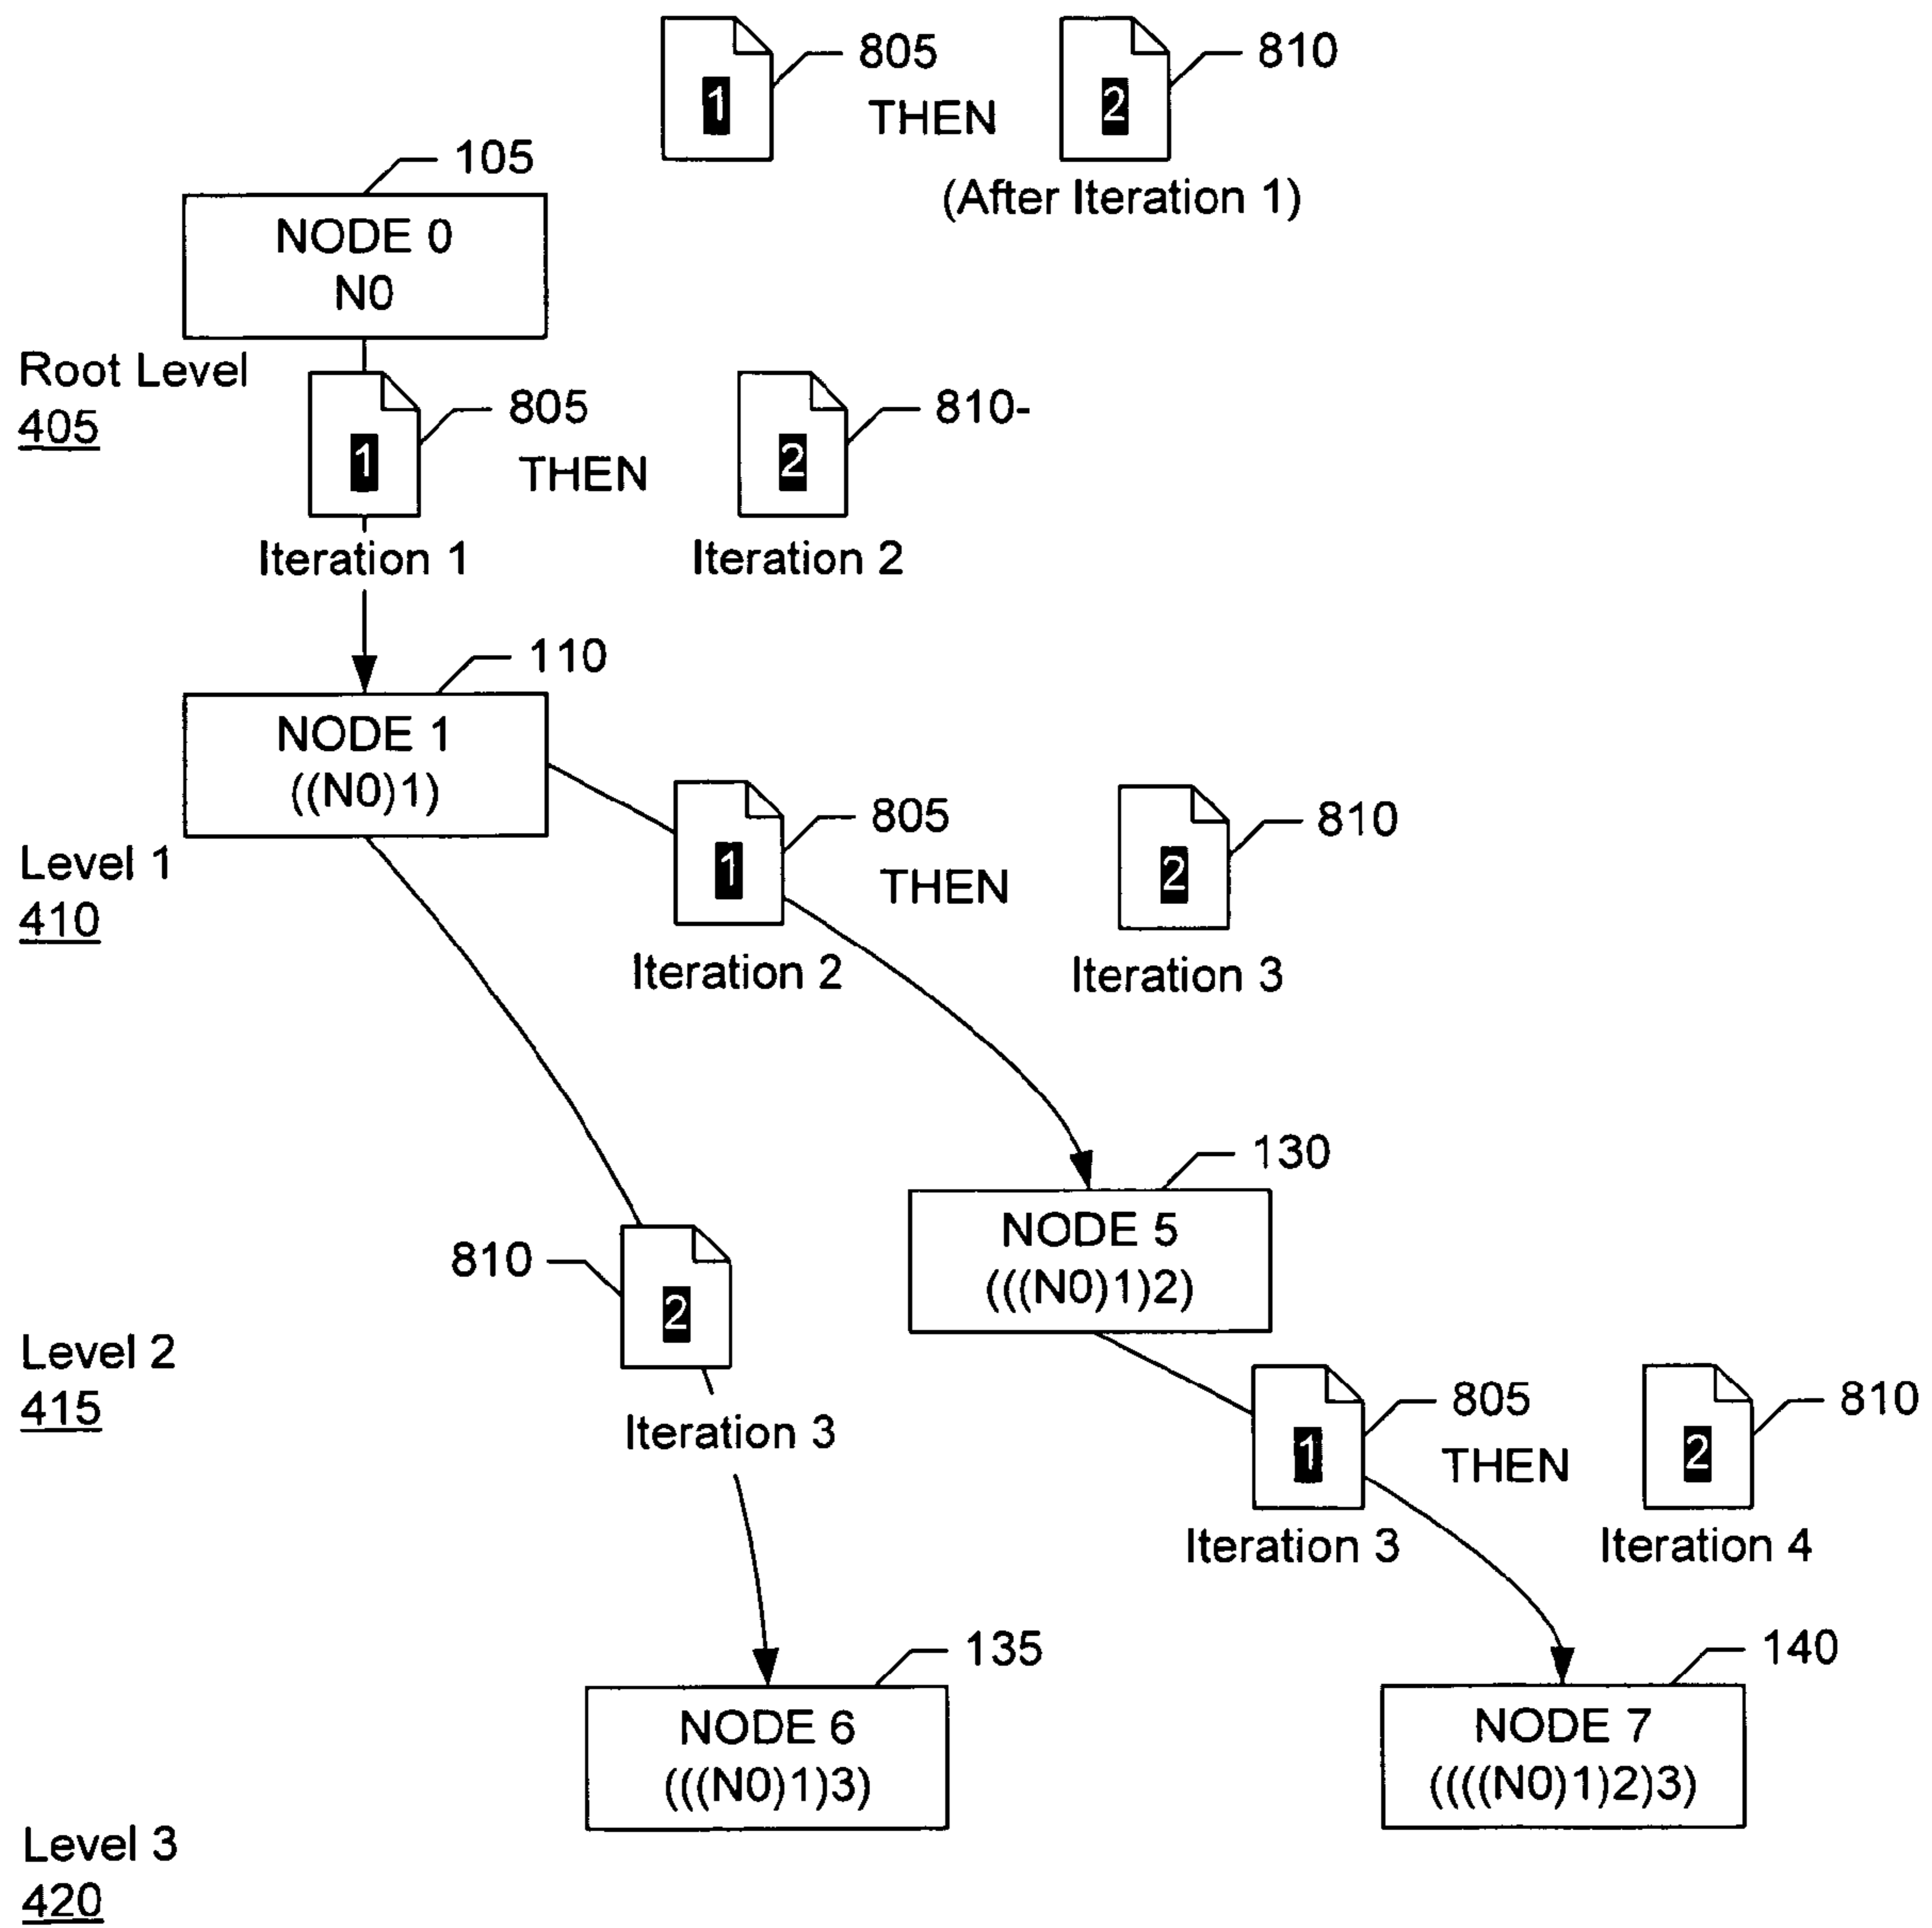 1
805
THEN
2
810
(After Iteration 1)
105
NODE 0
N0
Root Level
405
1
805
THEN
2
810-
Iteration 1
Iteration 2
110
NODE 1
((N0)1)
Level 1
410
1
805
THEN
2
810
Iteration 2
Iteration 3
130
NODE 5
(((N0)1)2)
810
2
Iteration 3
Level 2
415
1
805
THEN
2
810
Iteration 3
Iteration 4
135
NODE 6
(((N0)1)3)
140
NODE 7
((((N0)1)2)3)
Level 3
420